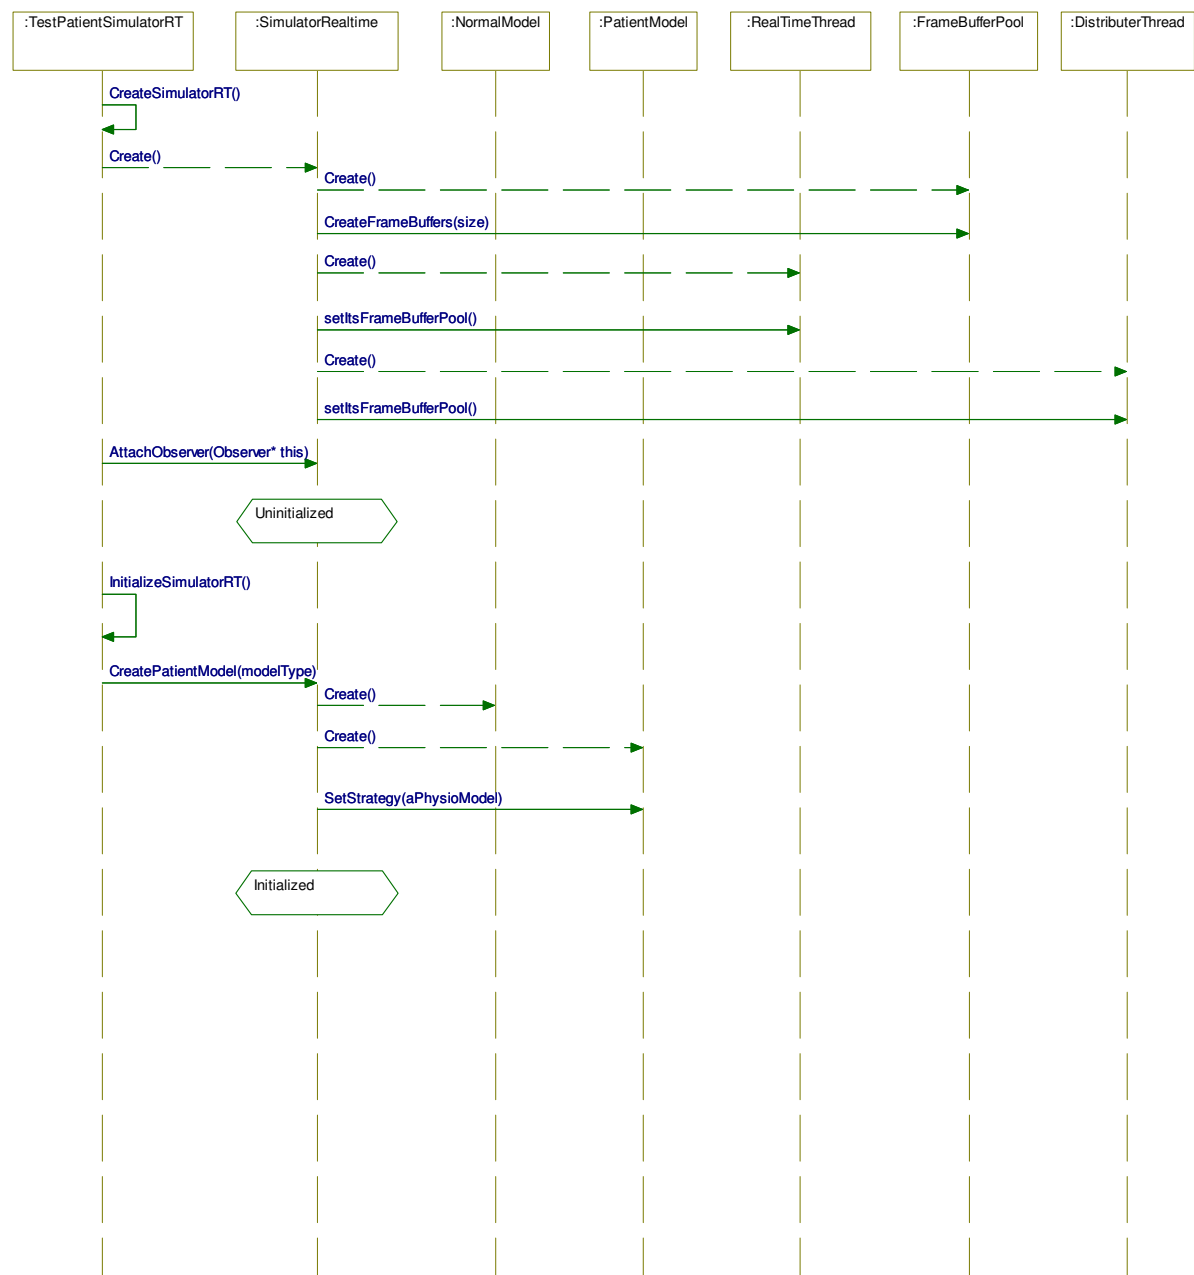 :TestPatientSimulatorRT
:SimulatorRealtime
:NormalModel
:PatientModel
:RealTimeThread
:FrameBufferPool
:DistributerThread
CreateSimulatorRT()
Create()
Create()
CreateFrameBuffers(size)
Create()
setItsFrameBufferPool()
Create()
setItsFrameBufferPool()
AttachObserver(Observer* this)
Uninitialized
InitializeSimulatorRT()
CreatePatientModel(modelType)
Create()
Create()
SetStrategy(aPhysioModel)
Initialized